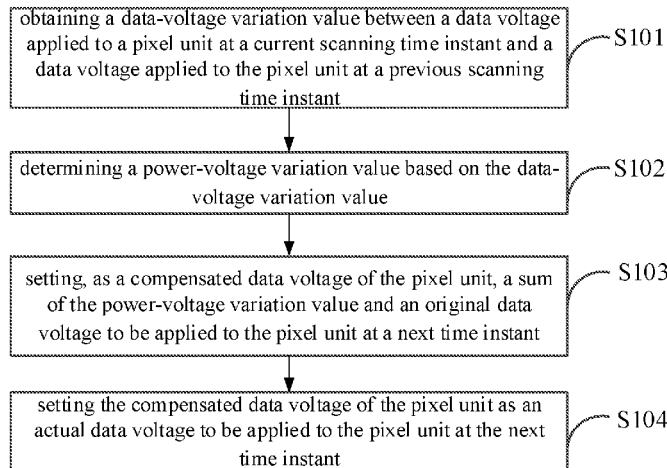 obtaining a data-voltage variation value between a data voltage
applied to a pixel unit at a current scanning time instant and a
data voltage applied to the pixel unit at a previous scanning
time instant
S101
determining a power-voltage variation value based on the data-
voltage variation value
S102
setting, as a compensated data voltage of the pixel unit, a sum
of the power-voltage variation value and an original data
voltage to be applied to the pixel unit at a next time instant
S103
setting the compensated data voltage of the pixel unit as an
actual data voltage to be applied to the pixel unit at the next
time instant
S104